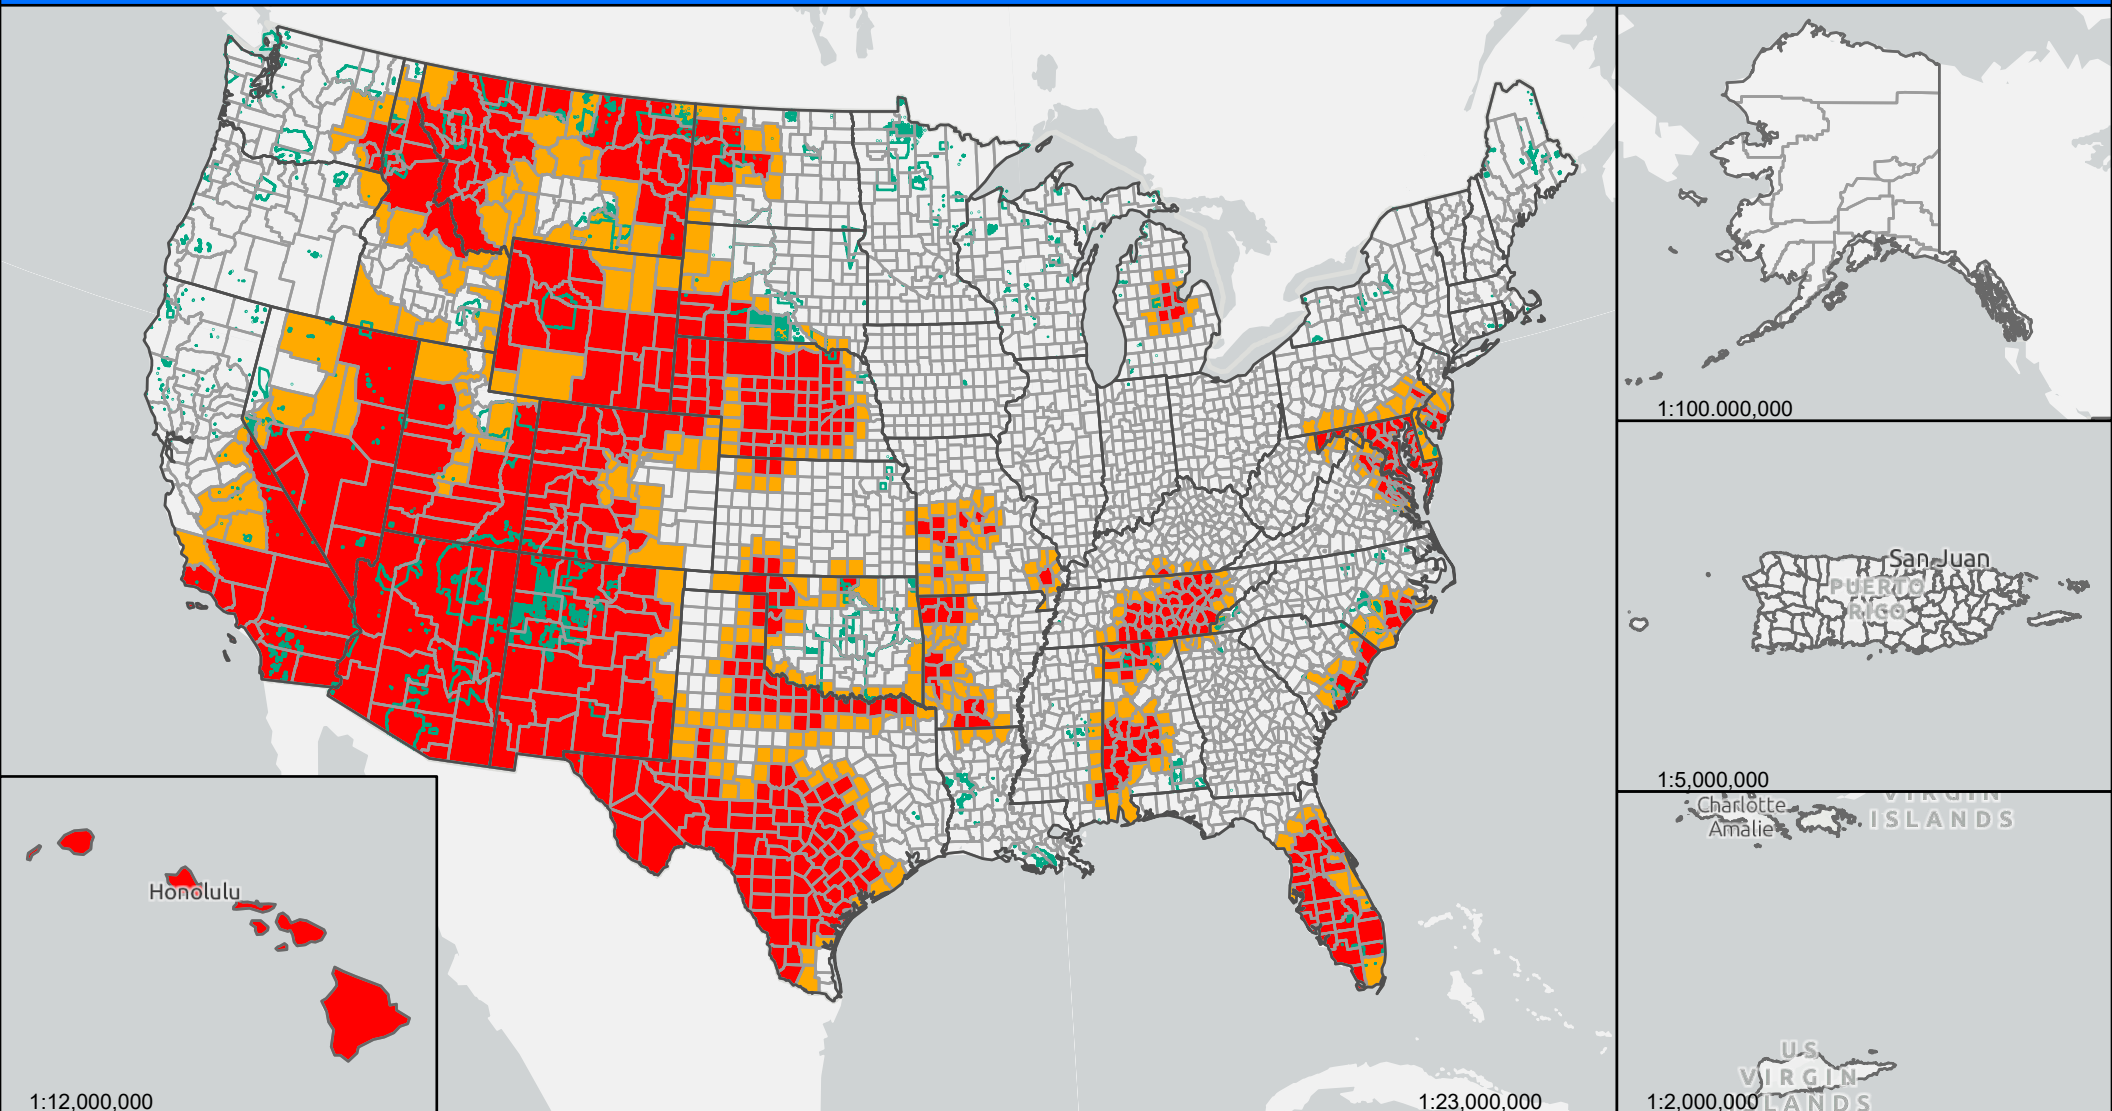 1:100.000,000
San Juan
PUERTO
RICO
1:5,000,000
Charlotte
Amalie
VIRGIN
ISLANDS
Honolulu
1:12,000,000
1:23,000,000
US
VIRGIN
ISLANDS
1:2,000,000